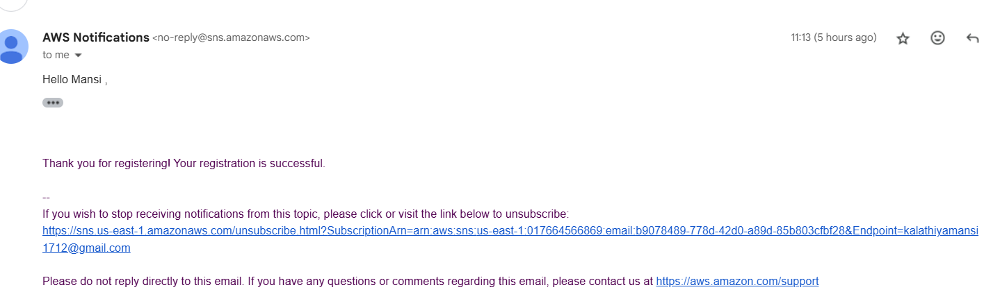 AWS Notifications <no-reply@sns.amazonaws.com> 11:13 (5 hours ago)
to me
Hello Mansi ,
Thank you for registering! Your registration is successful.
--
If you wish to stop receiving notifications from this topic, please click or visit the link below to unsubscribe:
https://sns.us-east-1.amazonaws.com/unsubscribe.html?SubscriptionArn=arn:aws:sns:us-east-1:017664566869:email:b9078489-778d-42d0-a89d-85b803cfbf28&Endpoint=kalathiyamansi
1712@gmail.com
Please do not reply directly to this email. If you have any questions or comments regarding this email, please contact us at https://aws.amazon.com/support